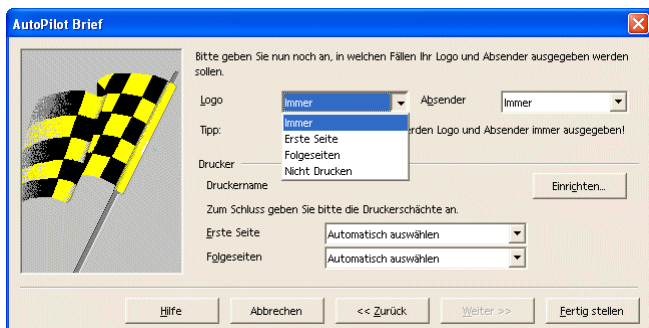 AutoPilot Brief
Bitte geben Sie nun noch an, in welchen Fällen Ihr Logo und Absender ausgegeben werden
sollen.
Logo Immer Absender Immer
Immer
Erste Seite
Folgeseiten
Nicht Drucken
Tipp: erden Logo und Absender immer ausgegeben!
Drucker
Druckername Einrichten...
Zum Schluss geben Sie bitte die Druckerschächte an.
Erste Seite Automatisch auswählen
Folgeseiten Automatisch auswählen
Hilfe Abbrechen << Zurück Weiter >> Fertig stellen